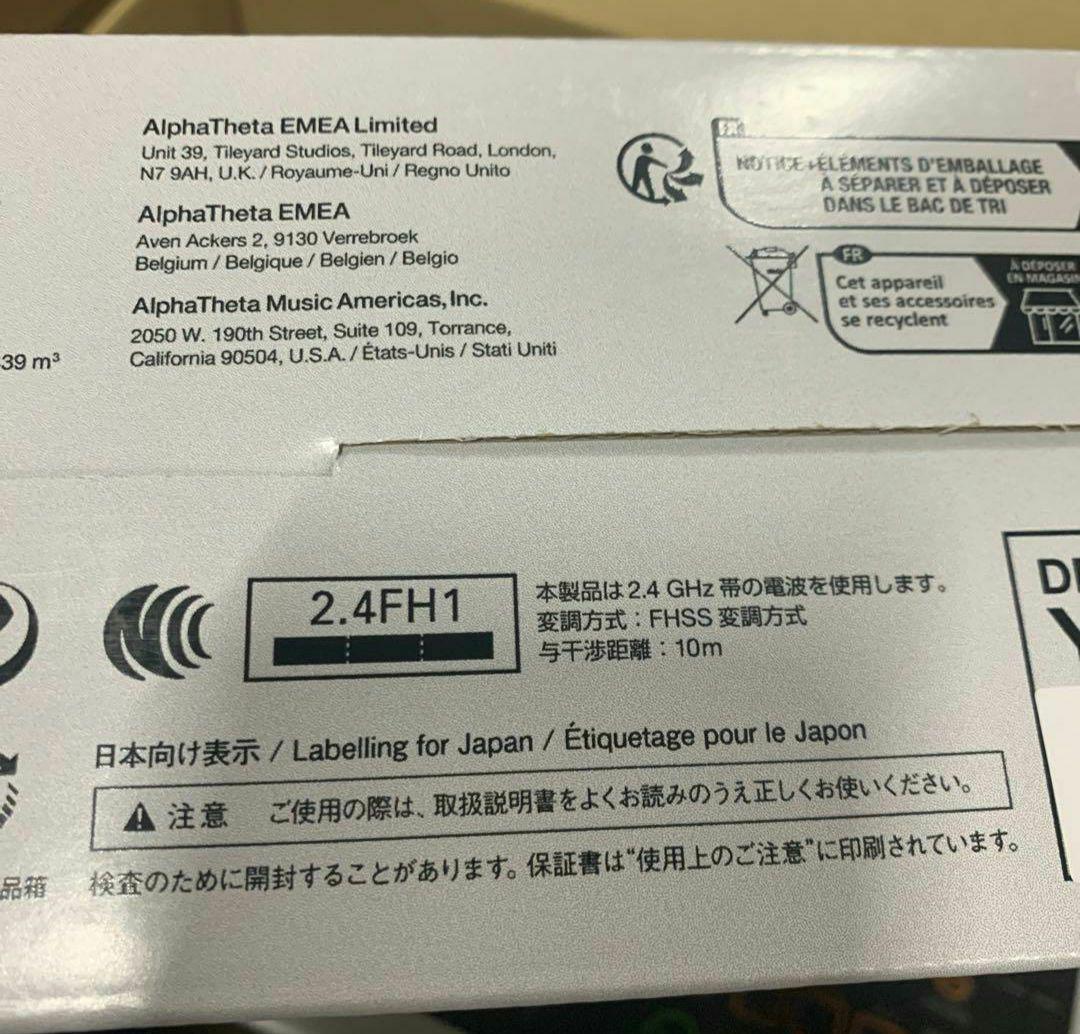 AlphaTheta EMEA Limited
Unit 39, Tileyard Studios, Tileyard Road, London,
N7 9AH, U.K. / Royaume-Uni / Regno Unito
AlphaTheta EMEA
Aven Ackers 2, 9130 Verrebroek
Belgium / Belgique / Belgien / Belgio
AlphaTheta Music Americas, Inc.
2050 W. 190th Street, Suite 109, Torrance,
California 90504, U.S.A. / États-Unis / Stati Uniti
39 m³
NOTICE + ÉLÉMENTS D'EMBALLAGE
À SÉPARER ET À DÉPOSER
DANS LE BAC DE TRI
FR
Cet appareil
et ses accessoires
se recyclent
À DÉPOSER
EN MAGASIN
2.4FH1
本製品は2.4 GHz 帯の電波を使用します。
変調方式：FHSS 変調方式
与干渉距離：10m
日本向け表示 / Labelling for Japan / Étiquetage pour le Japon
注意 ご使用の際は、取扱説明書をよくお読みのうえ正しくお使いください。
品箱
検査のために開封することがあります。保証書は“使用上のご注意”に印刷されています。